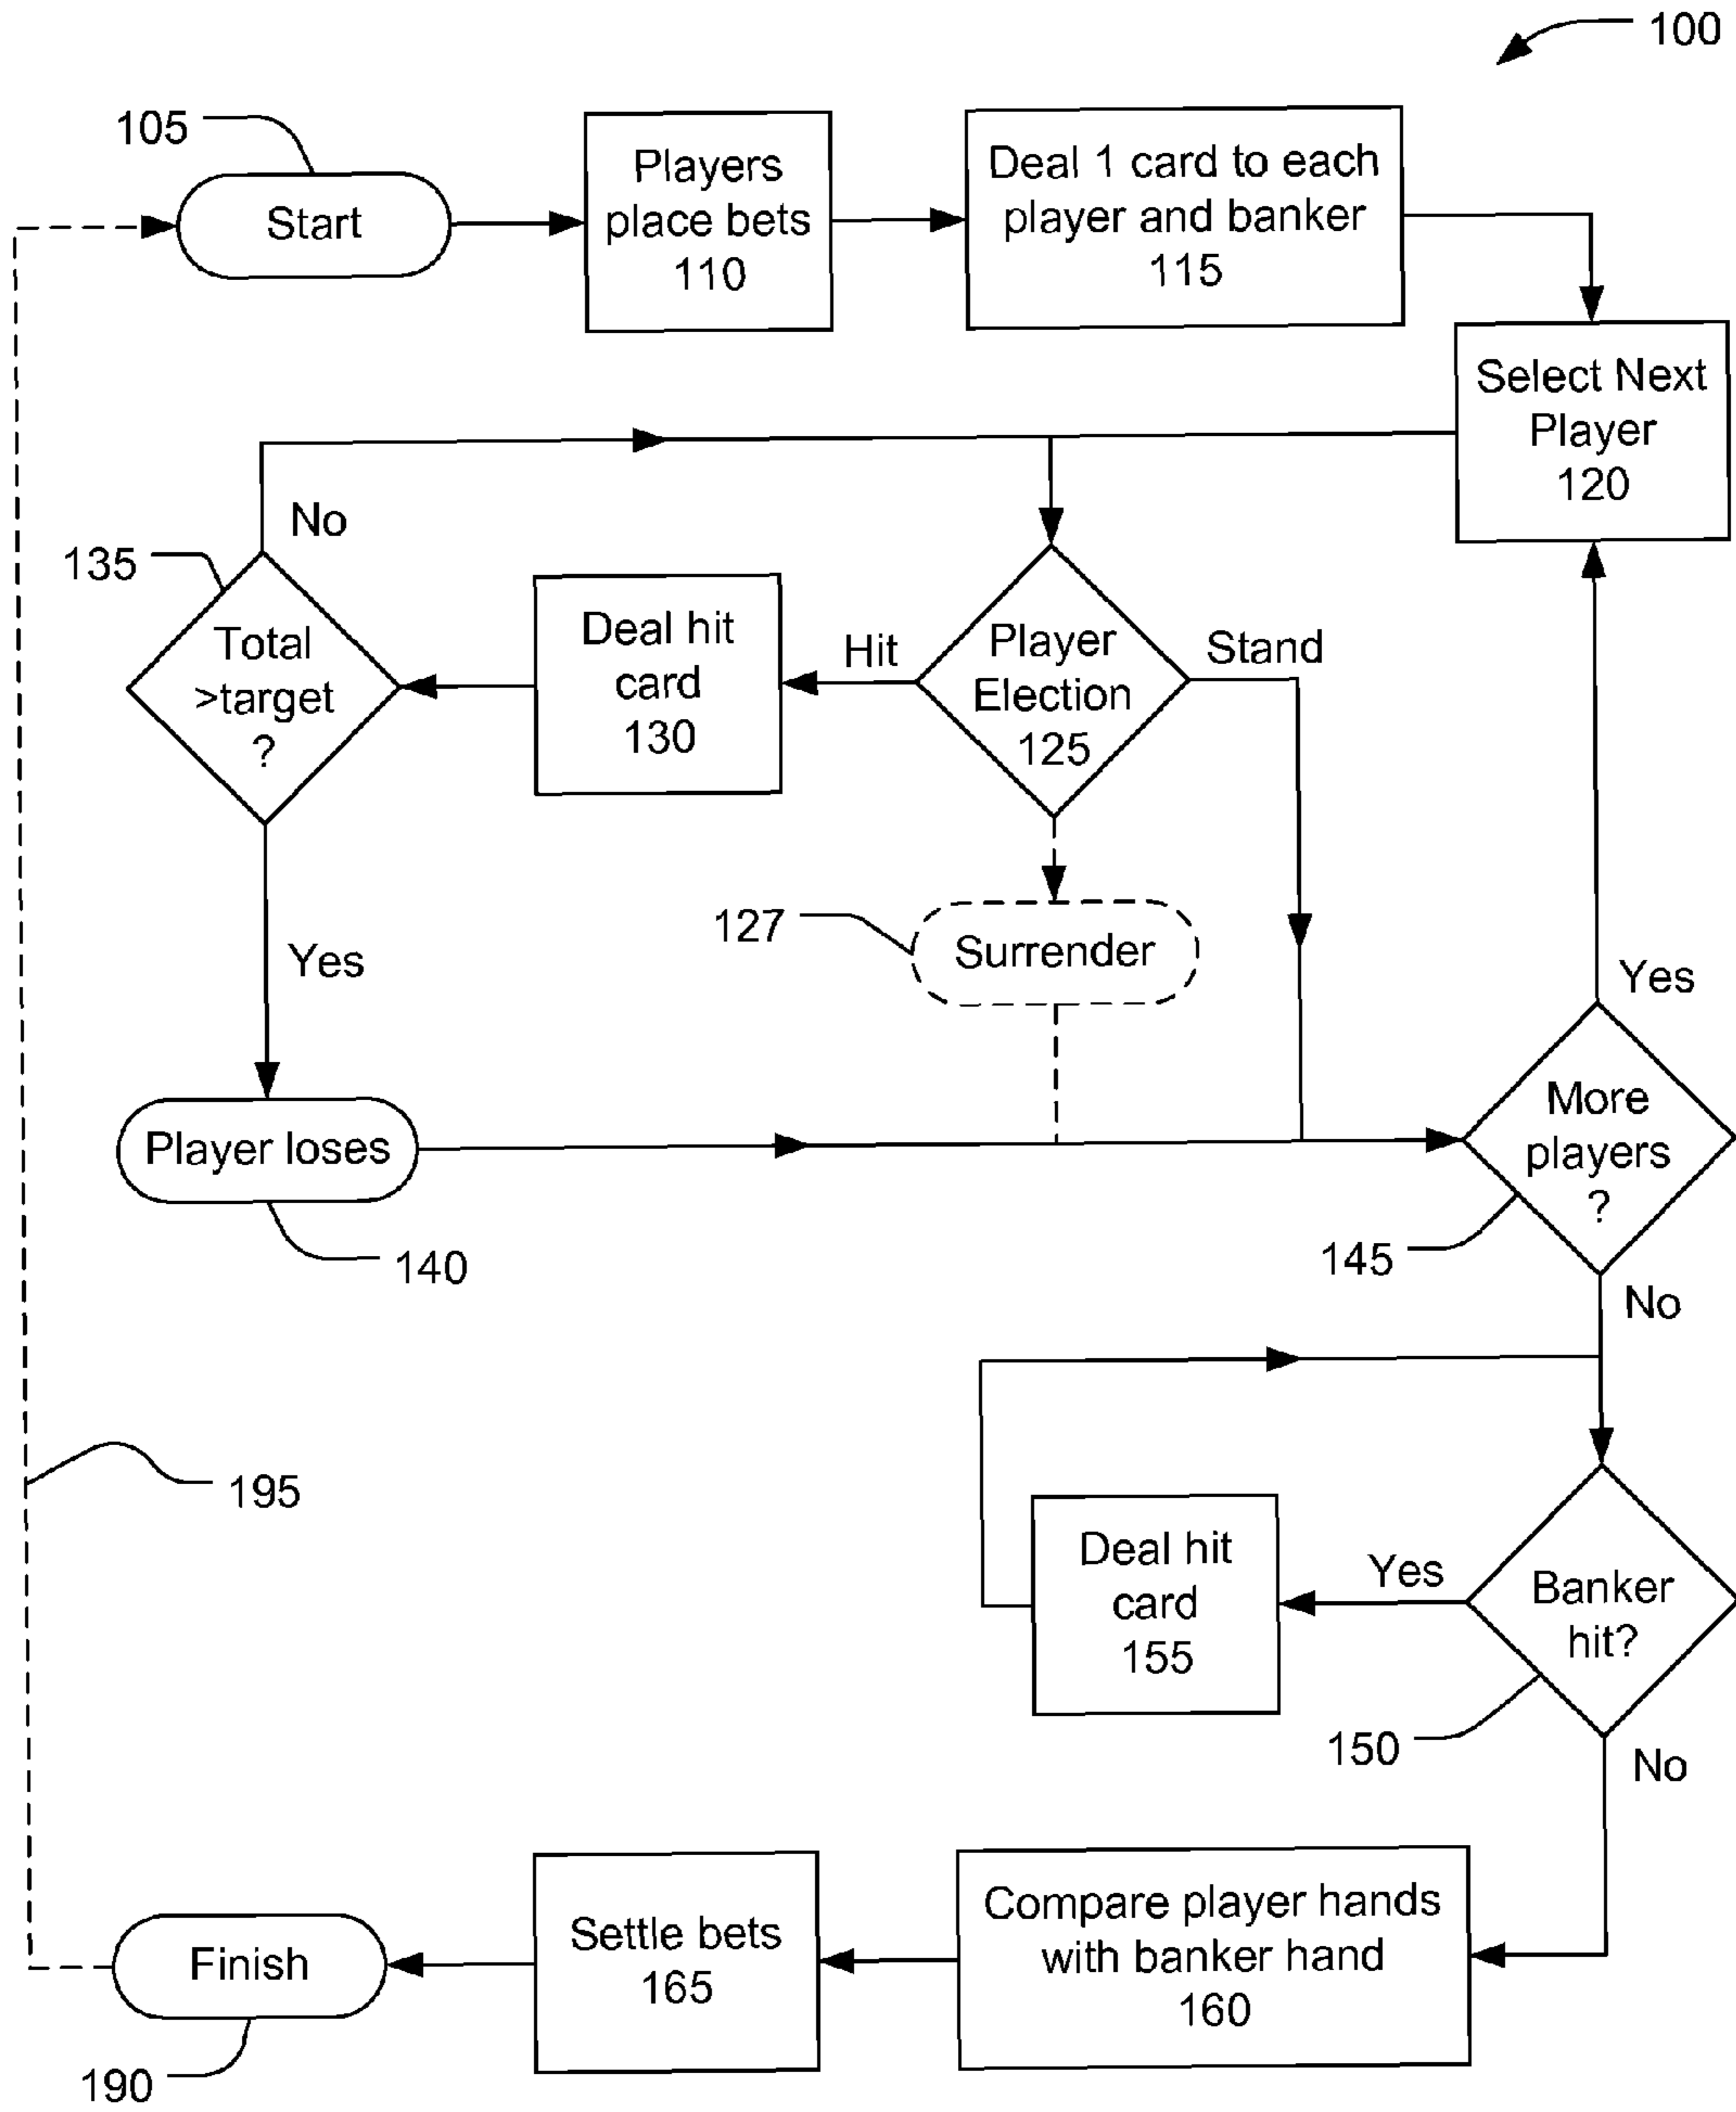 100
105
Start
Players
place bets
110
Deal 1 card to each
player and banker
115
Select Next
Player
120
No
135
Total
>target
?
Deal hit
card
130
Hit
Player
Election
125
Stand
127
Surrender
Yes
Yes
Player loses
140
More
players
?
145
No
195
Deal hit
card
155
Yes
Banker
hit?
150
No
Finish
190
Settle bets
165
Compare player hands
with banker hand
160